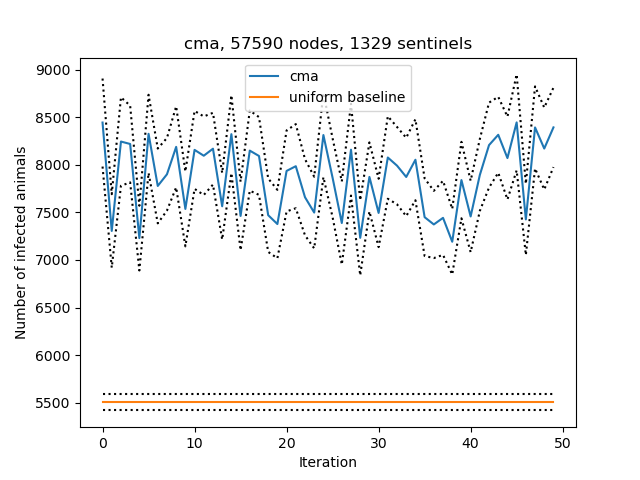 cma, 57590 nodes, 1329 sentinels
cma
uniform baseline
Number of infected animals
9000
8500
8000
7500
7000
6500
6000
5500
0
10
20
30
40
50
Iteration